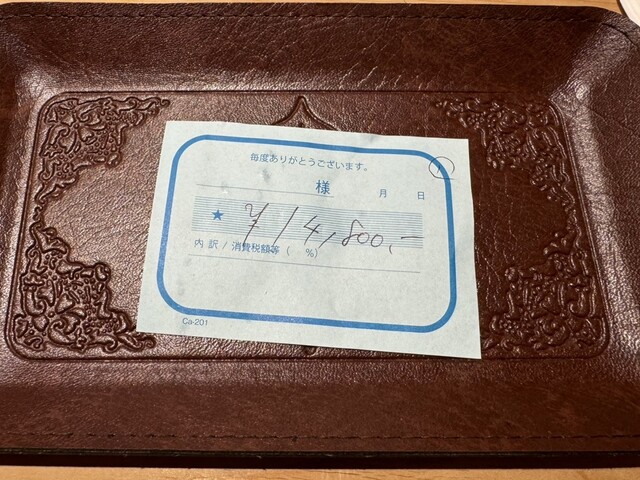 毎度ありがとうございます。
様 月 日
★ ¥14,800,-
内訳/消費税額等( %)
Ca-201